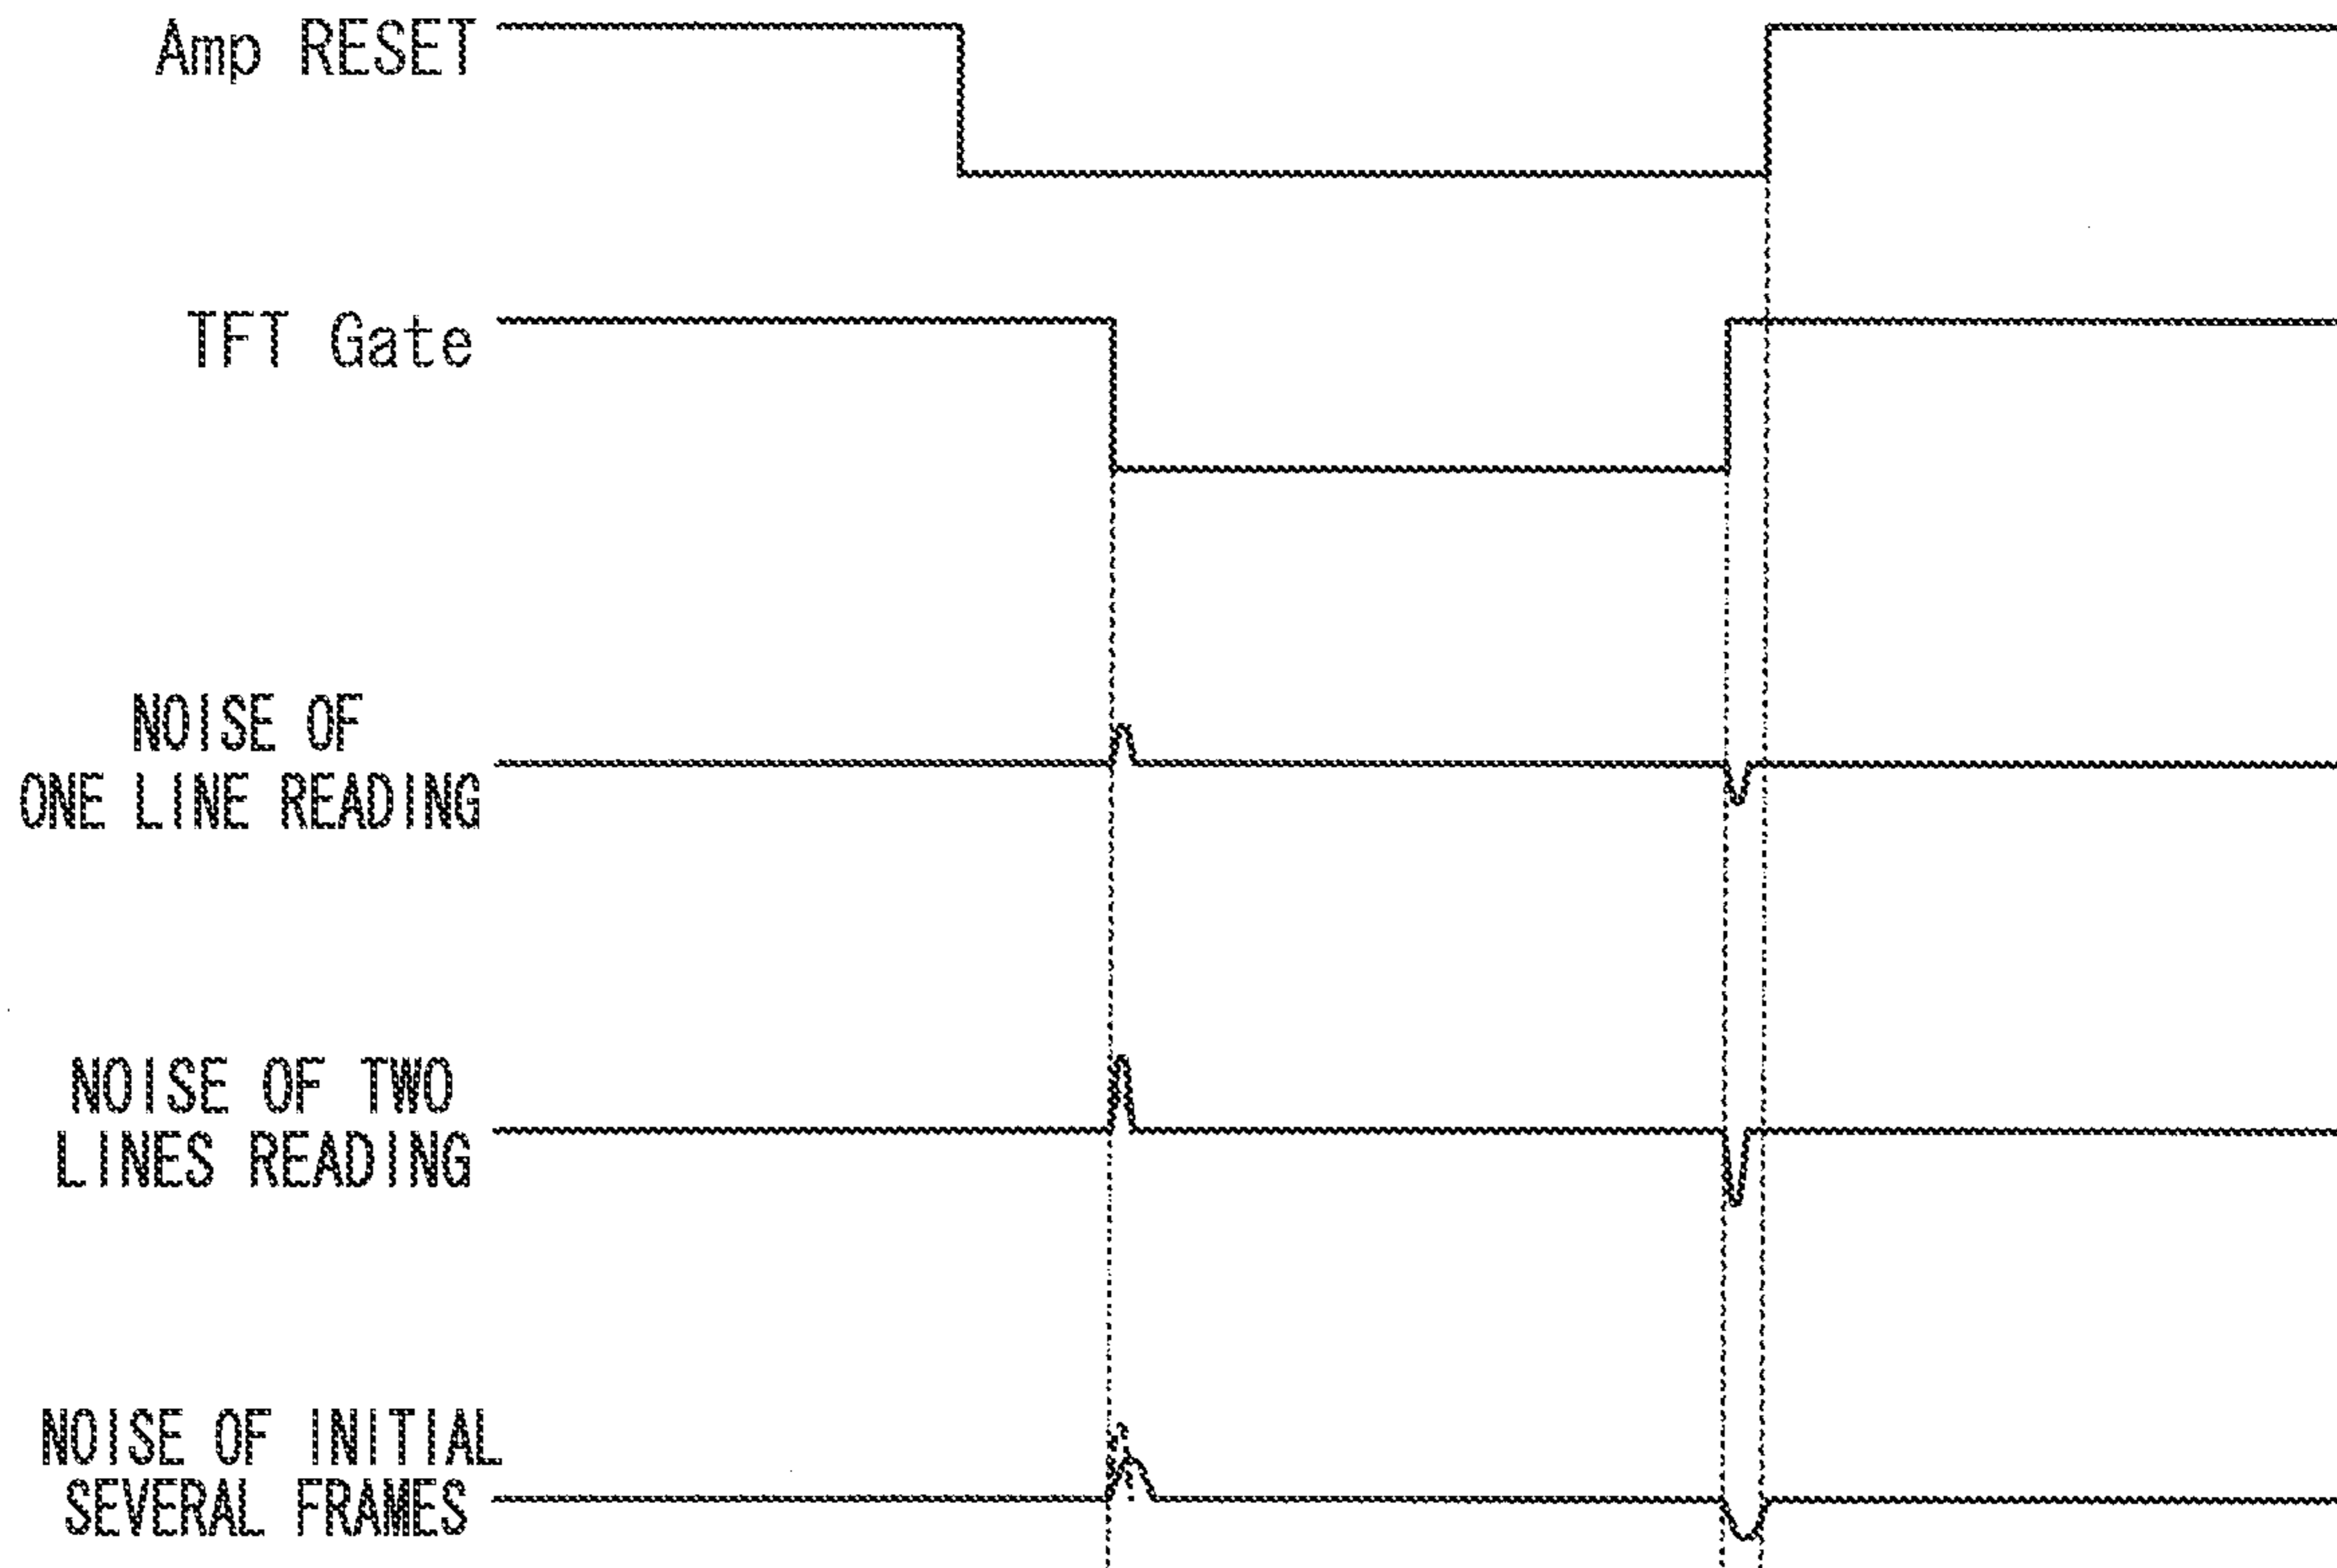 Amp RESET
TFT Gate
NOISE OF
ONE LINE READING
NOISE OF TWO
LINES READING
NOISE OF INITIAL
SEVERAL FRAMES